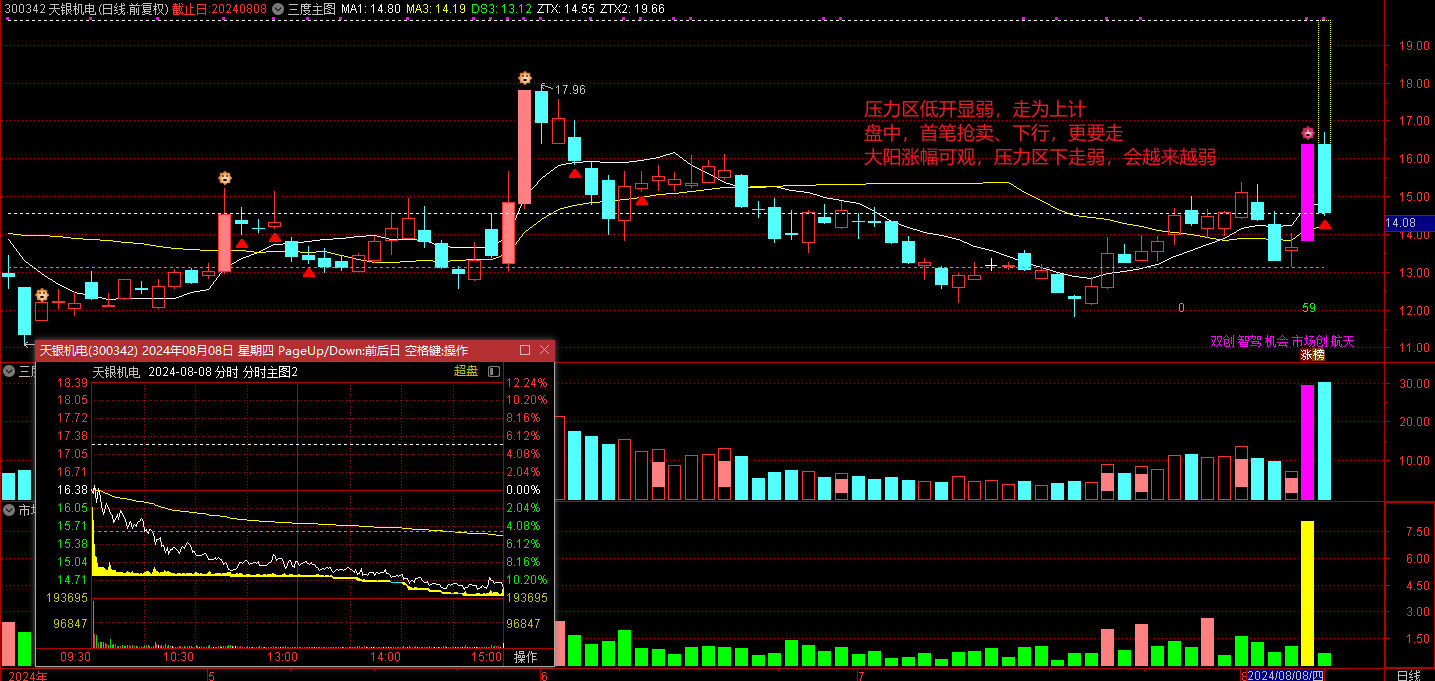 300342 天银机电(日线.前复权) 截止日:20240808 三度主图 MA1: 14.80 MA3: 14.19 DS3: 13.12 ZTX: 14.55 ZTX2: 19.66
19.00
18.00
17.96
压力区低开显弱，走为上计
17.00
盘中，首笔抢卖、下行，更要走
大阳涨幅可观，压力区下走弱，会越来越弱
16.00
15.00
14.08
14.00
13.00
0
59
12.00
双创 智驾 机会 市场创 航天
涨榜
11.00
天银机电(300342) 2024年08月08日 星期四 PageUp/Down:前后日 空格键:操作
三度
天银机电 2024-08-08 分时 分时主图2 超盘
18.39 12.24%
18.05 10.20%
17.72 8.16%
17.38 6.12%
17.05 4.08%
16.71 2.04%
16.38 0.00%
16.05 2.04%
15.71 4.08%
15.38 6.12%
15.04 8.16%
14.71 10.20%
193695 193695
96847 96847
09:30 10:30 13:00 14:00 15:00 操作
30.00
20.00
10.00
市场
7.50
6.00
4.50
3.00
1.50
2024年 5 6 7 8 2024/08/08/四 日线